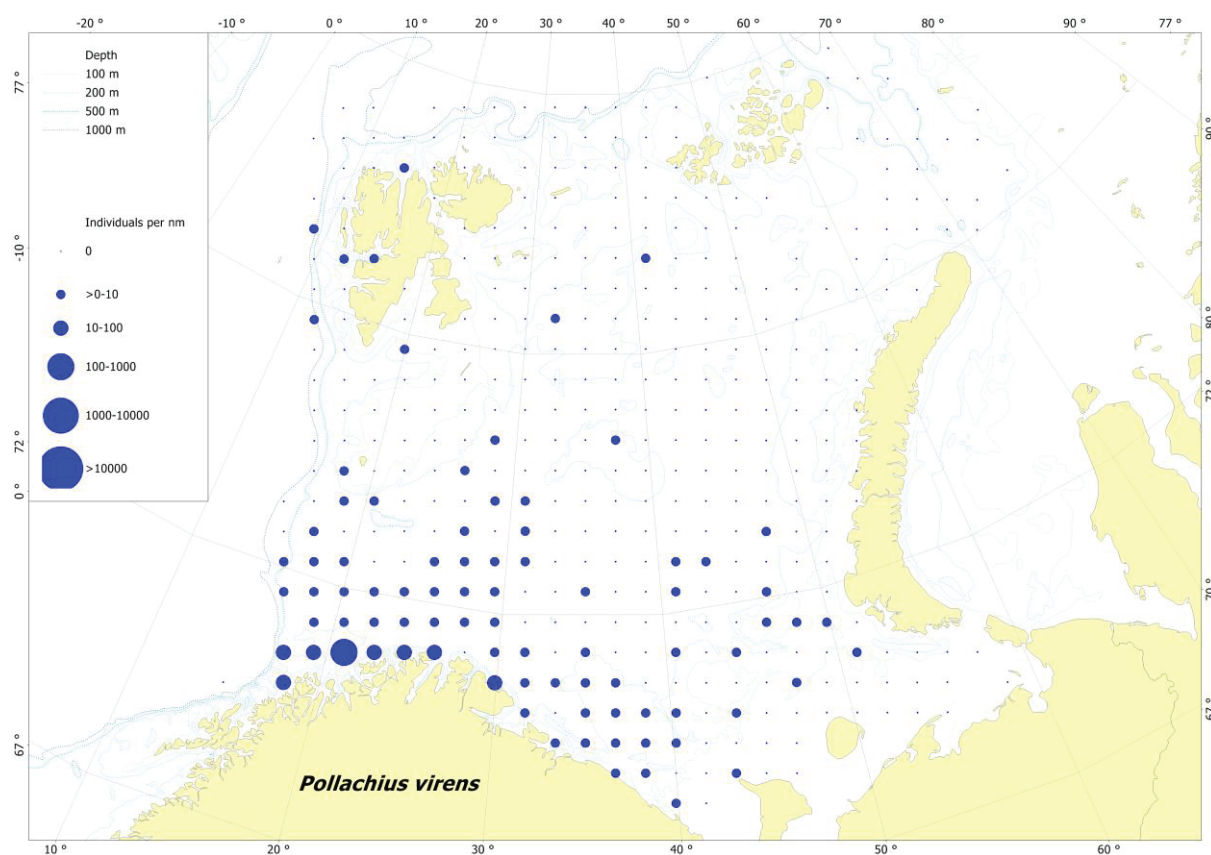 -20 ° -10 ° 0 ° 10 ° 20 ° 30 ° 40 ° 50 ° 60 ° 70 ° 80 ° 90 ° 77 °
Depth
100 m
200 m
500 m
1000 m
Individuals per nm
0
>0-10
10-100
100-1000
1000-10000
>10000
77 °
-10 °
72 °
0 °
67 °
90 °
80 °
72 °
70 °
67 °
Pollachius virens
10 ° 20 ° 30 ° 40 ° 50 ° 60 °